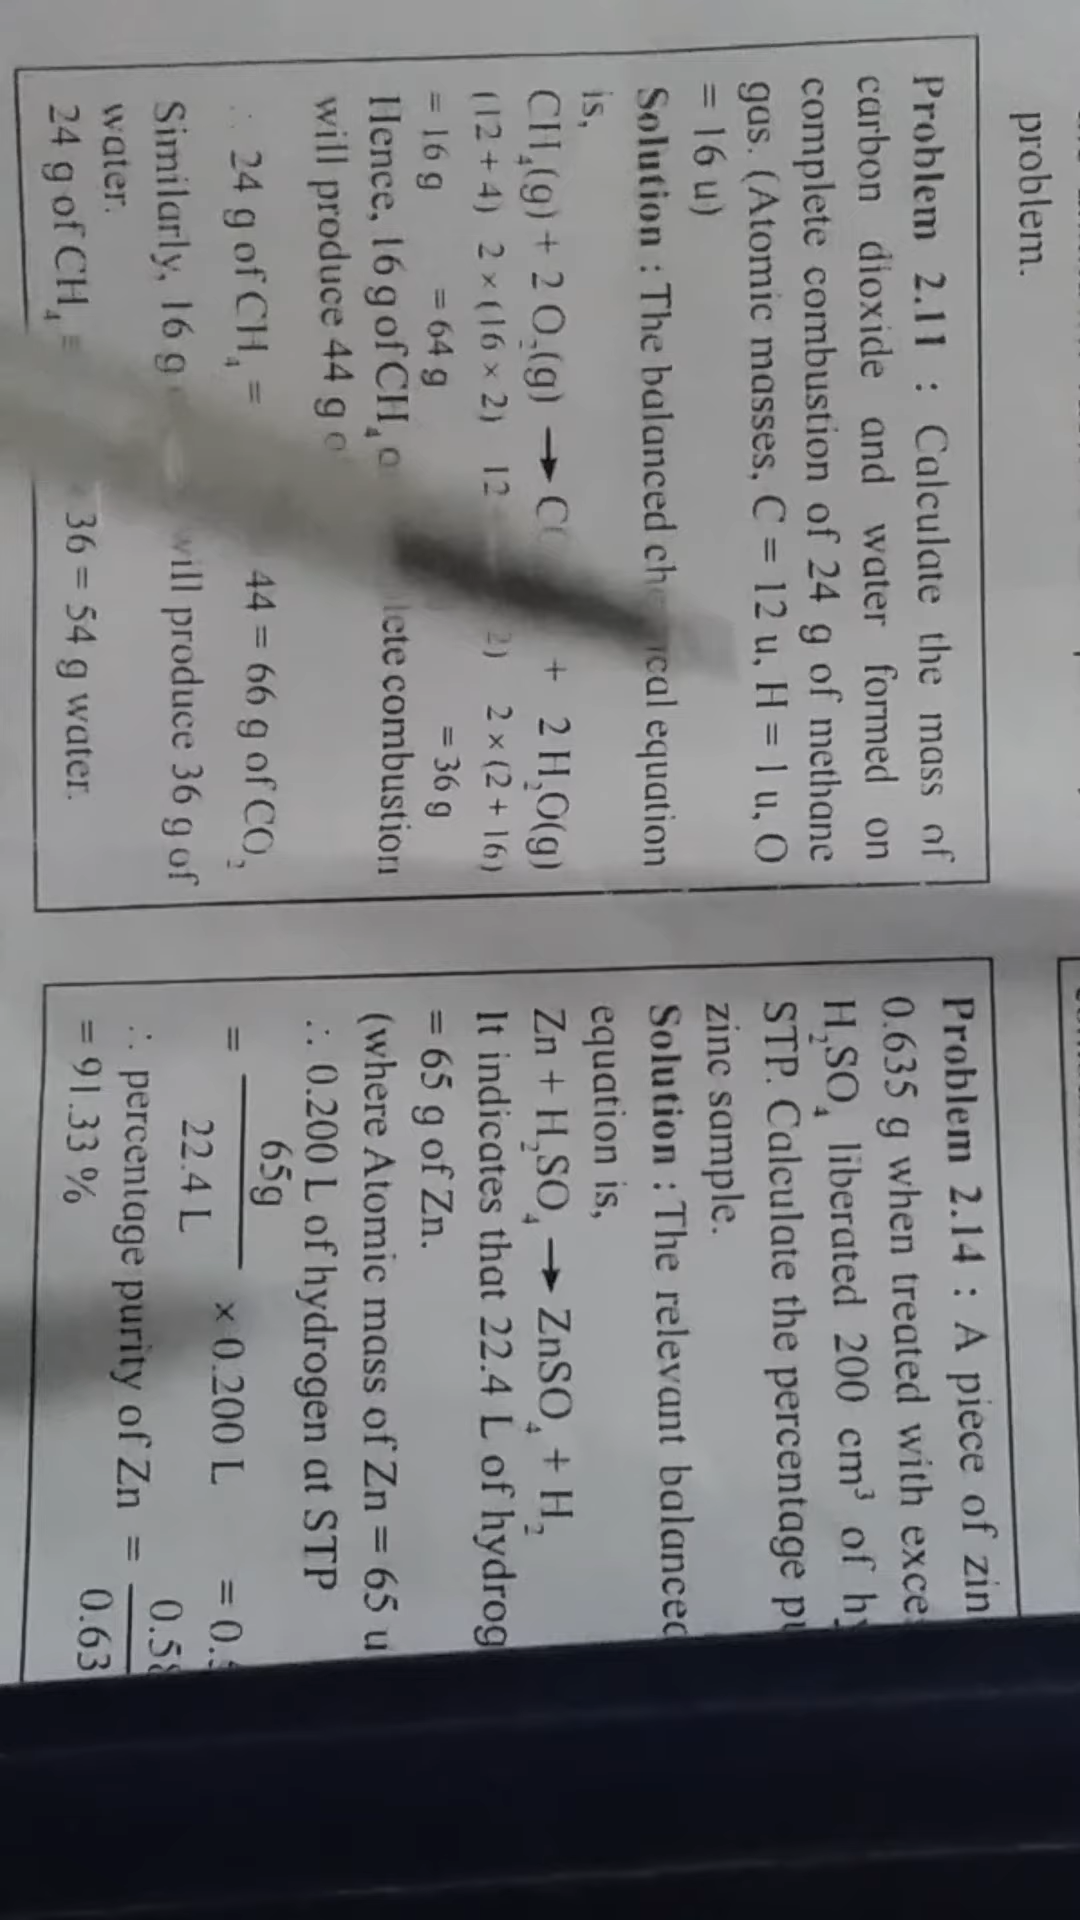 problem.
Problem 2.11 : Calculate the mass of
carbon dioxide and water formed on
complete combustion of 24 g of methane
gas. (Atomic masses, C = 12 u, H = 1 u, O
= 16 u)
Solution : The balanced equation
is,
CH₄(g) + 2 O₂(g) → + 2 H₂O(g)
(12 + 4) 2 × (16 × 2) 12 2) 2 × (2 + 16)
= 16 g = 64 g = 36 g
Hence, 16 g of CH₄ combustion
will produce 44 g
∴ 24 g of CH₄ = 44 = 66 g of CO₂
Similarly, 16 g will produce 36 g of
water.
24 g of CH₄ = 36 = 54 g water.
Problem 2.14 : A piece of
0.635 g when treated with
H₂SO₄ liberated 200 cm³ of
STP. Calculate the percentage
zinc sample.
Solution : The relevant balanced
equation is,
Zn + H₂SO₄ → ZnSO₄ + H₂
It indicates that 22.4 L of
= 65 g of Zn.
(where Atomic mass of Zn = 65 u
∴ 0.200 L of hydrogen at STP
= 65g / 22.4 L × 0.200 L =
∴ percentage purity of Zn =
= 91.33 %